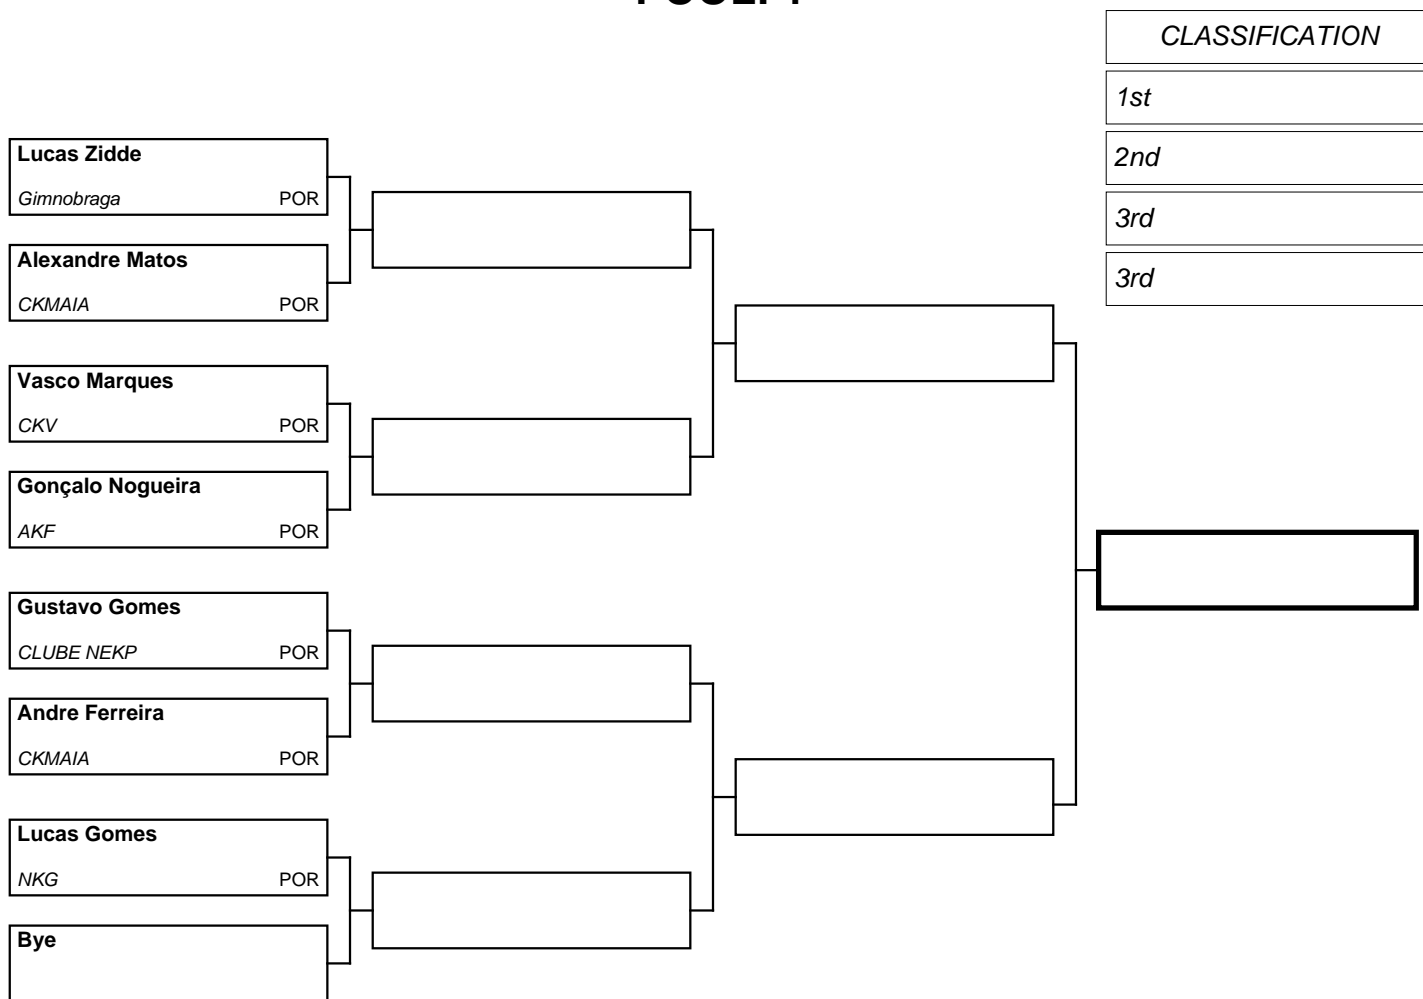 CLASSIFICATION
1st
2nd
3rd
3rd
Lucas Zidde
Gimnobraga POR
Alexandre Matos
CKMAIA POR
Vasco Marques
CKV POR
Gonçalo Nogueira
AKF POR
Gustavo Gomes
CLUBE NEKP POR
Andre Ferreira
CKMAIA POR
Lucas Gomes
NKG POR
Bye